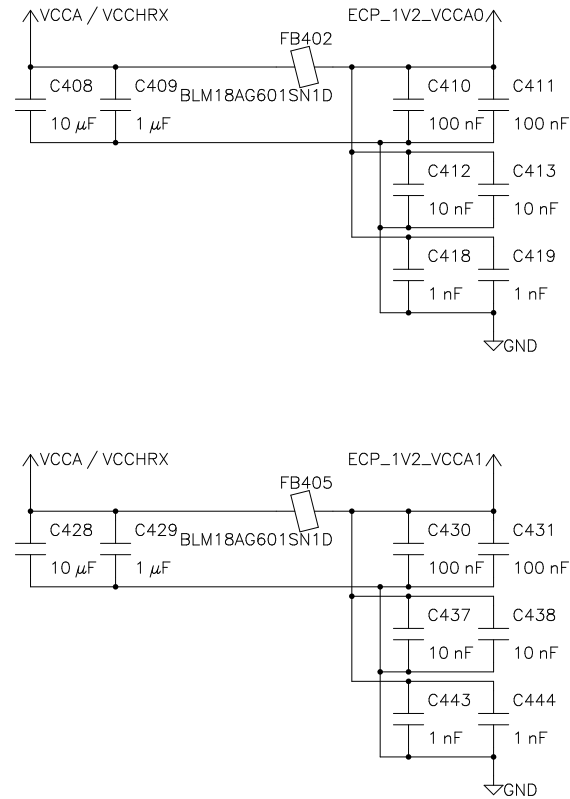 VCCA / VCCHRX
ECP_1V2_VCCA0
FB402
C408
C409
BLM18AG601SN1D
C410
C411
10 µF
1 µF
100 nF
100 nF
C412
C413
10 nF
10 nF
C418
C419
1 nF
1 nF
GND
VCCA / VCCHRX
ECP_1V2_VCCA1
FB405
C428
C429
BLM18AG601SN1D
C430
C431
10 µF
1 µF
100 nF
100 nF
C437
C438
10 nF
10 nF
C443
C444
1 nF
1 nF
GND